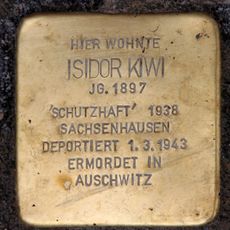 HIER WOHNTE
ISIDOR KIWI
JG. 1897
'SCHUTZHAFT' 1938
SACHSENHAUSEN
DEPORTIERT 1.3.1943
ERMORDET IN
AUSCHWITZ